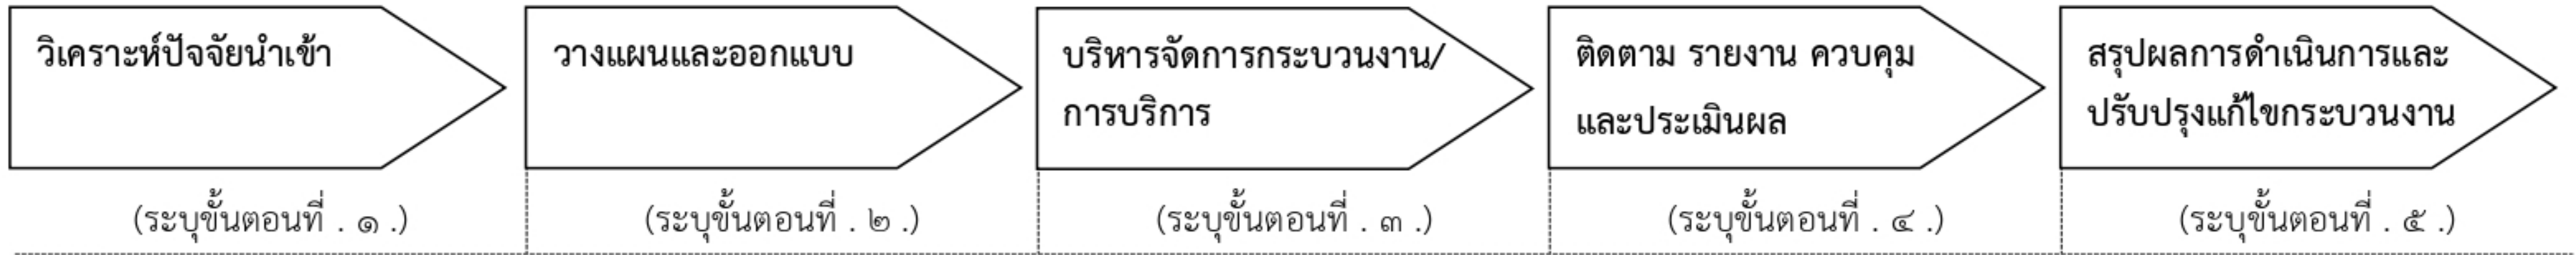 วิเคราะห์ปัจจัยนำเข้า
วางแผนและออกแบบ
บริหารจัดการกระบวนงาน/
การบริการ
ติดตาม รายงาน ควบคุม
และประเมินผล
สรุปผลการดำเนินการและ
ปรับปรุงแก้ไขกระบวนงาน
(ระบุขั้นตอนที่ . ๑ .)
(ระบุขั้นตอนที่ . ๒ .)
(ระบุขั้นตอนที่ . ๓ .)
(ระบุขั้นตอนที่ . ๔ .)
(ระบุขั้นตอนที่ . ๕ .)